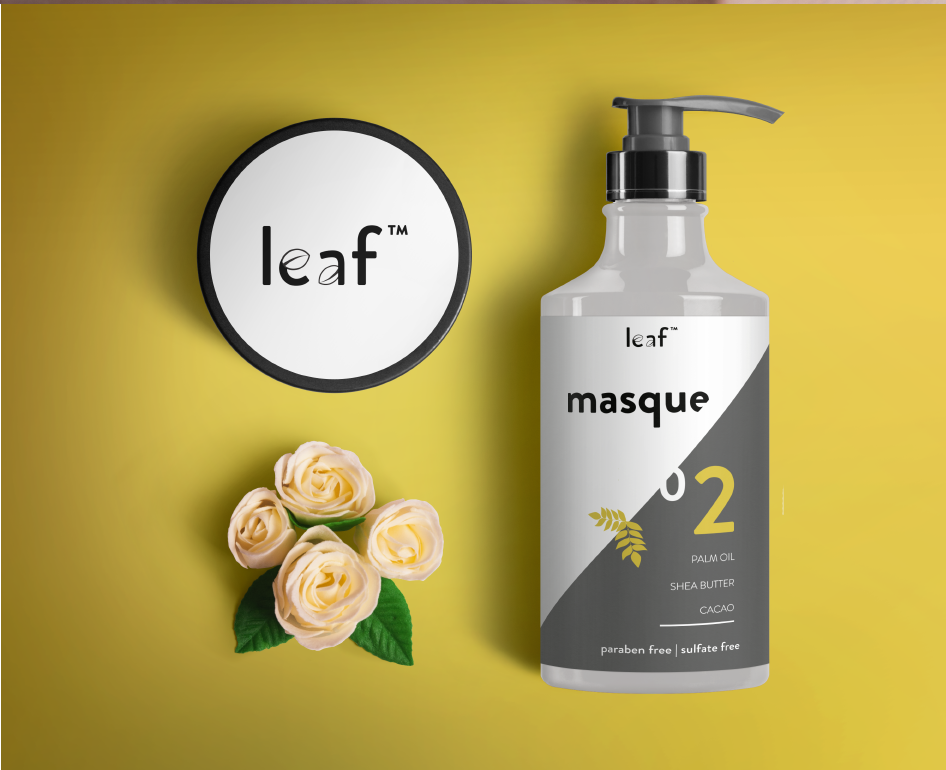 leaf™
leaf™
masque
02
PALM OIL
SHEA BUTTER
CACAO
paraben free | sulfate free